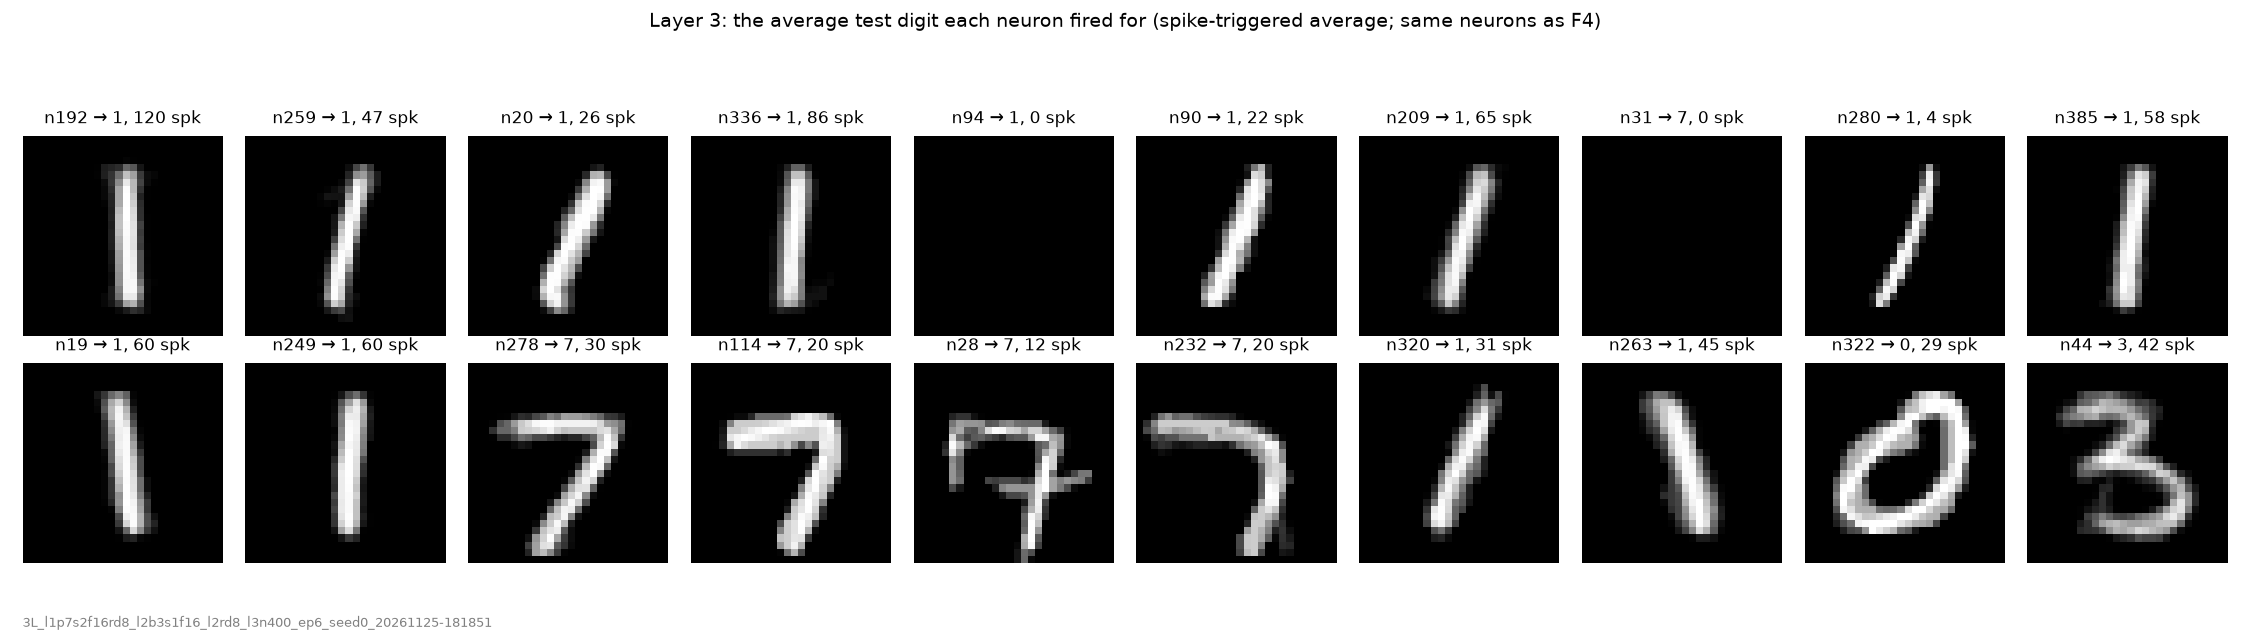 Layer 3: the average test digit each neuron fired for (spike-triggered average; same neurons as F4)
n192 → 1, 120 spk
n259 → 1, 47 spk
n20 → 1, 26 spk
n336 → 1, 86 spk
n94 → 1, 0 spk
n90 → 1, 22 spk
n209 → 1, 65 spk
n31 → 7, 0 spk
n280 → 1, 4 spk
n385 → 1, 58 spk
n19 → 1, 60 spk
n249 → 1, 60 spk
n278 → 7, 30 spk
n114 → 7, 20 spk
n28 → 7, 12 spk
n232 → 7, 20 spk
n320 → 1, 31 spk
n263 → 1, 45 spk
n322 → 0, 29 spk
n44 → 3, 42 spk
3L_l1p7s2f16rd8_l2b3s1f16_l2rd8_l3n400_ep6_seed0_20261125-181851